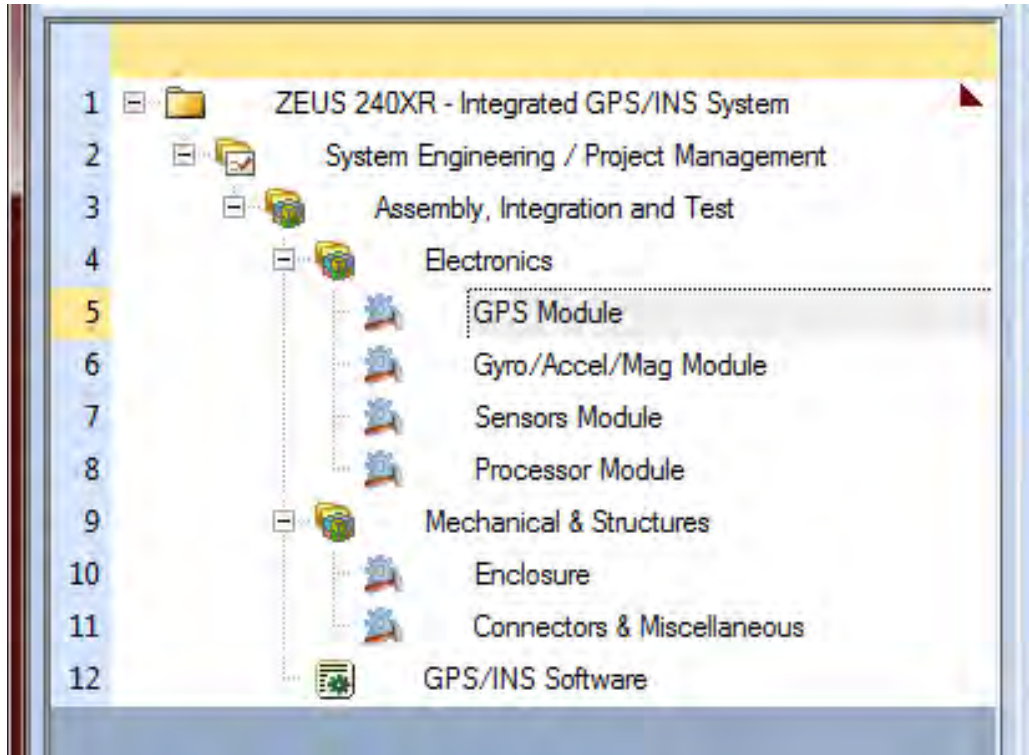 1 ZEUS 240XR - Integrated GPS/INS System
2 System Engineering / Project Management
3 Assembly, Integration and Test
4 Electronics
5 GPS Module
6 Gyro/Accel/Mag Module
7 Sensors Module
8 Processor Module
9 Mechanical & Structures
10 Enclosure
11 Connectors & Miscellaneous
12 GPS/INS Software